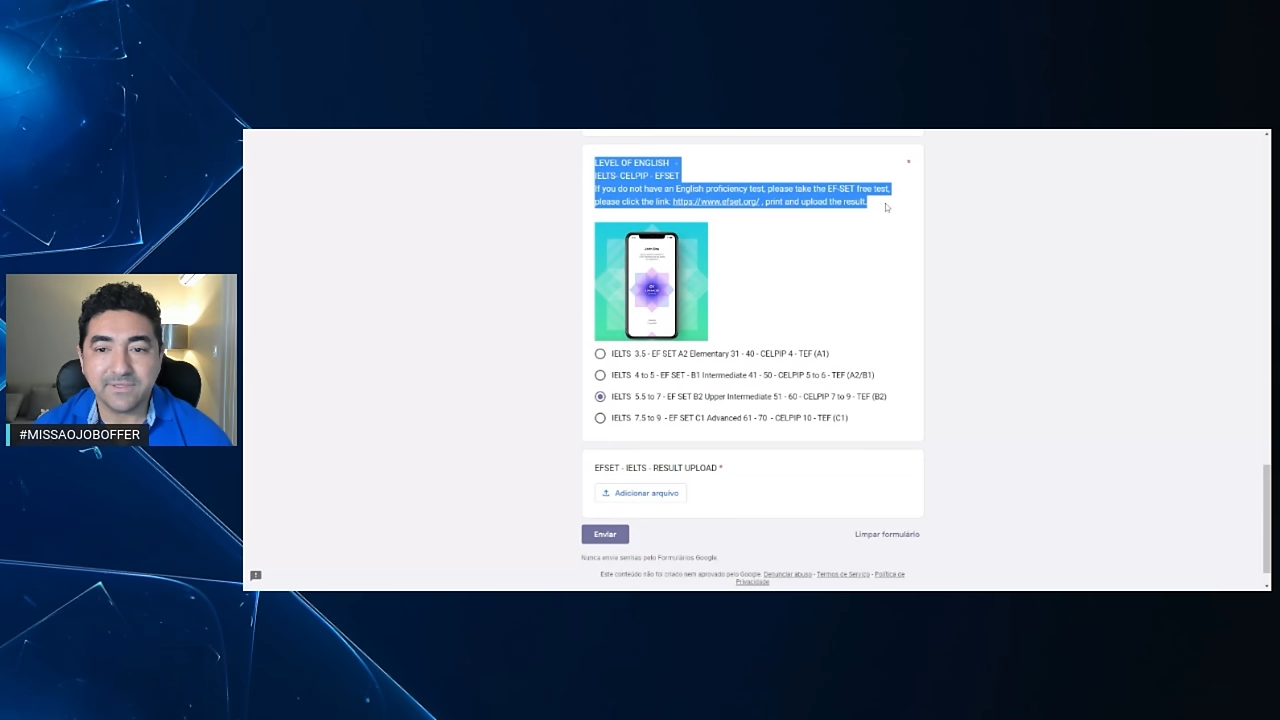 LEVEL OF ENGLISH -
IELTS- CELPIP - EFSET
If you do not have an English proficiency test, please take the EF-SET free test,
please click the link: https://www.efset.org/ , print and upload the result.
*
IELTS 3.5 - EF SET A2 Elementary 31 - 40 - CELPIP 4 - TEF (A1)
IELTS 4 to 5 - EF SET - B1 Intermediate 41 - 50 - CELPIP 5 to 6 - TEF (A2/B1)
IELTS 5.5 to 7 - EF SET B2 Upper Intermediate 51 - 60 - CELPIP 7 to 9 - TEF (B2)
IELTS 7.5 to 9 - EF SET C1 Advanced 61 - 70 - CELPIP 10 - TEF (C1)
#MISSAOJOBOFFER
EFSET - IELTS - RESULT UPLOAD *
Adicionar arquivo
Enviar
Limpar formulário
Nunca envie senhas pelo Formulários Google.
Este conteúdo não foi criado nem aprovado pelo Google. Denunciar abuso - Termos de Serviço - Política de
Privacidade